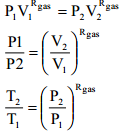 P₁V₁^Rgas = P₂V₂^Rgas
P1/P2 = (V₂/V₁)^Rgas
T₂/T₁ = (P₂/P₁)^Rgas